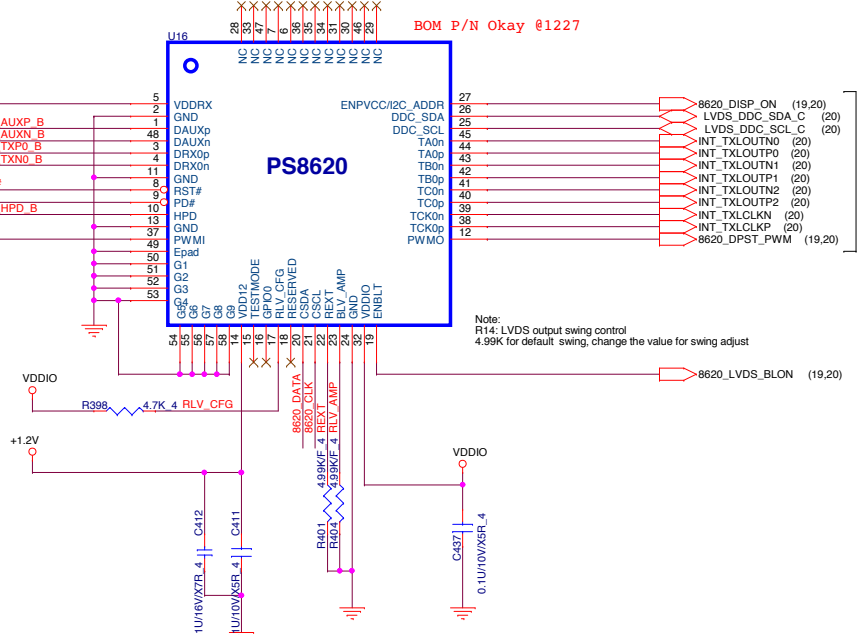 28 33 47 7 6 36 35 34 31 30 46 29
BOM P/N Okay @1227
U16
NC NC NC NC NC NC NC NC NC NC NC NC
5 VDDRX ENPVCC/I2C_ADDR 27 8620_DISP_ON (19,20)
2 GND DDC_SDA 26 LVDS_DDC_SDA_C (20)
AUXP_B 1 DAUXp DDC_SCL 25 LVDS_DDC_SCL_C (20)
AUXN_B 48 DAUXn TA0n 45 INT_TXLOUTN0 (20)
TXP0_B 3 DRX0p TA0p 44 INT_TXLOUTP0 (20)
TXN0_B 4 DRX0n TB0n 43 INT_TXLOUTN1 (20)
11 GND TB0p 42 INT_TXLOUTP1 (20)
8 RST# TC0n 41 INT_TXLOUTN2 (20)
9 PD# TC0p 40 INT_TXLOUTP2 (20)
HPD_B 10 HPD TCK0n 39 INT_TXLCLKN (20)
13 GND TCK0p 38 INT_TXLCLKP (20)
37 PWMI PWMO 12 8620_DPST_PWM (19,20)
PS8620
49 Epad
50 G1
51 G2
52 G3
53 G4
G5 G6 G7 G8 G9 VDD12 TESTMODE GPIO0 RLV_CFG RESERVED CSDA CSCL REXT BLV_AMP GND VDDIO ENBLT
54 55 56 57 58 14 15 16 17 18 20 21 22 23 24 32 19
Note:
R14: LVDS output swing control
4.99K for default swing, change the value for swing adjust
8620_LVDS_BLON (19,20)
VDDIO
R398 4.7K_4 RLV_CFG
8620_DATA
8620_CLK
REXT
RLV_AMP
+1.2V
4.99K/F_4
4.99K/F_4
R401
R404
VDDIO
C412
C411
1U/16V/X7R_4
1U/10V/X5R_4
C437
0.1U/10V/X5R_4